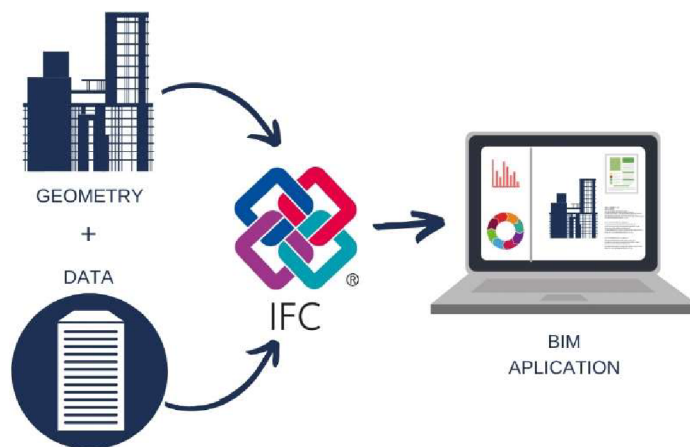 GEOMETRY
+
DATA
®
IFC
BIM
APLICATION